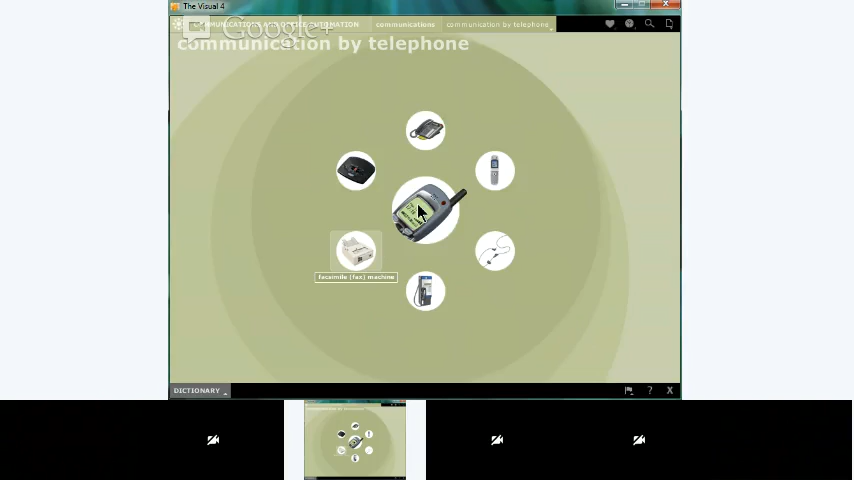 The Visual 4
COMMUNICATIONS AND OFFICE AUTOMATION communications communication by telephone
Google+
communication by telephone
facsimile (fax) machine
DICTIONARY
?
X